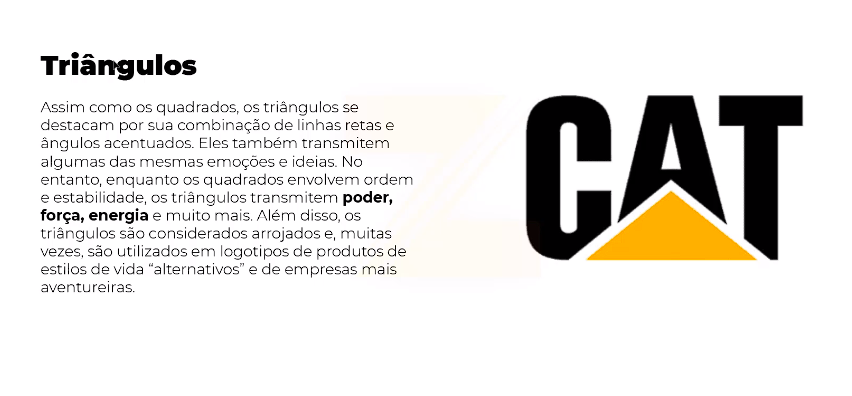 Triângulos
Assim como os quadrados, os triângulos se
destacam por sua combinação de linhas retas e
ângulos acentuados. Eles também transmitem
algumas das mesmas emoções e ideias. No
entanto, enquanto os quadrados envolvem ordem
e estabilidade, os triângulos transmitem poder,
força, energia e muito mais. Além disso, os
triângulos são considerados arrojados e, muitas
vezes, são utilizados em logotipos de produtos de
estilos de vida “alternativos” e de empresas mais
aventureiras.
CAT